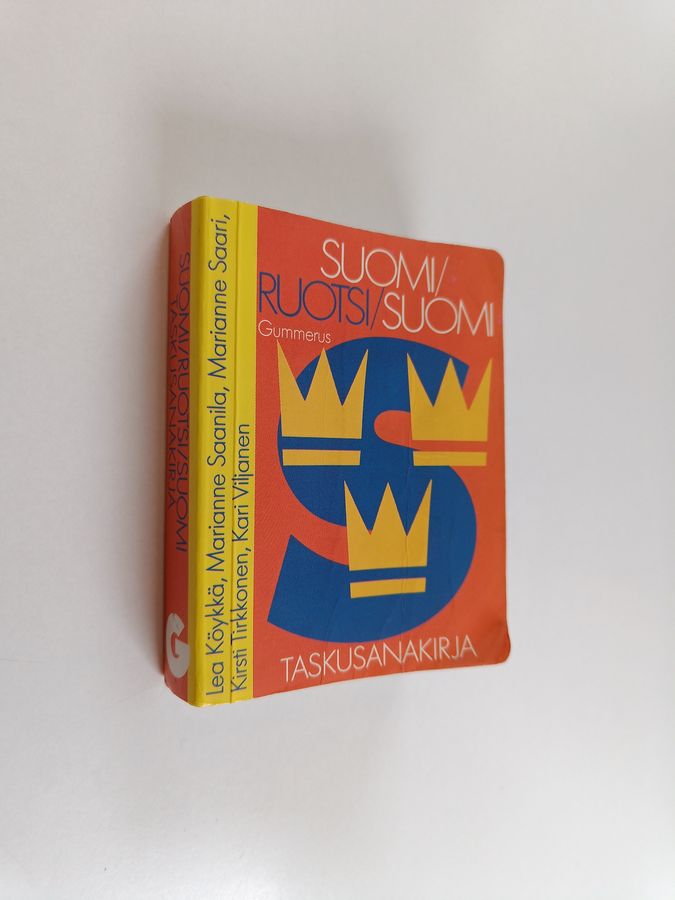 SUOMI/
RUOTSI/SUOMI
Gummerus
S
TASKUSANAKIRJA
Lea Köykkä, Marianne Saanila, Marianne Saari,
Kirsti Tirkkonen, Kari Viljanen
SUOMI/RUOTSI/SUOMI
TASKUSANAKIRJA
G